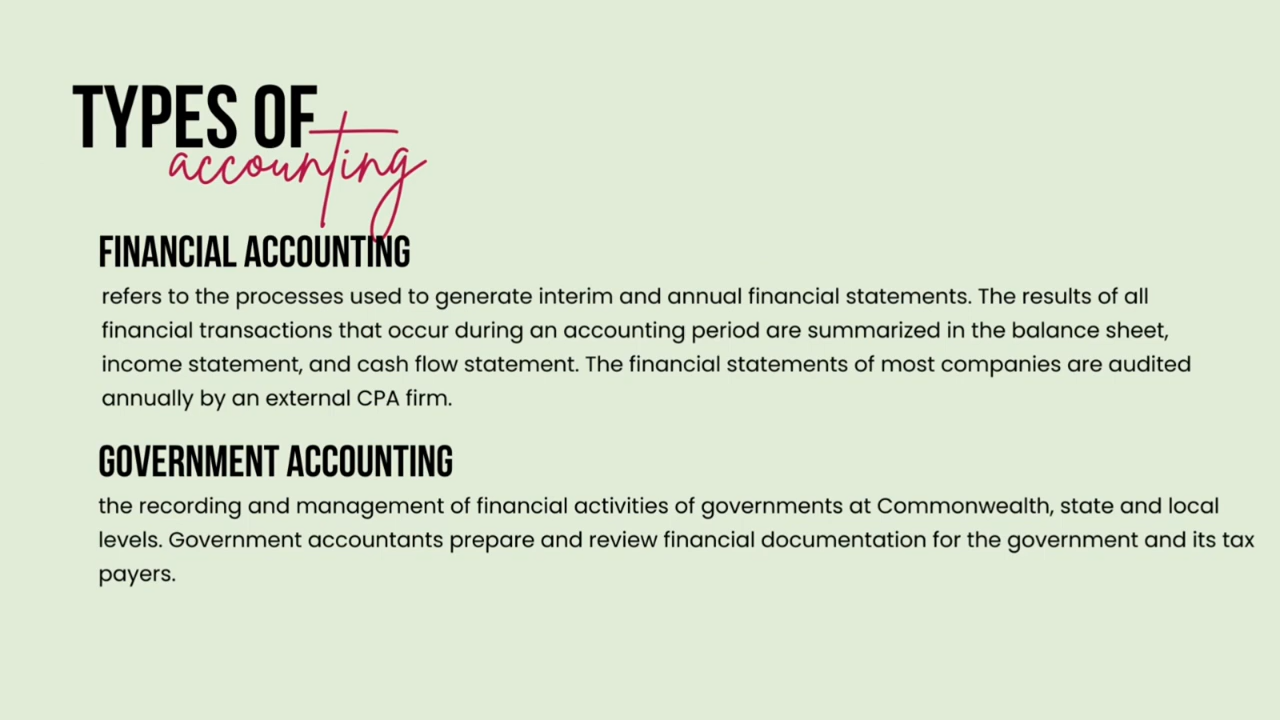 TYPES OF
accounting
FINANCIAL ACCOUNTING
refers to the processes used to generate interim and annual financial statements. The results of all
financial transactions that occur during an accounting period are summarized in the balance sheet,
income statement, and cash flow statement. The financial statements of most companies are audited
annually by an external CPA firm.
GOVERNMENT ACCOUNTING
the recording and management of financial activities of governments at Commonwealth, state and local
levels. Government accountants prepare and review financial documentation for the government and its tax
payers.